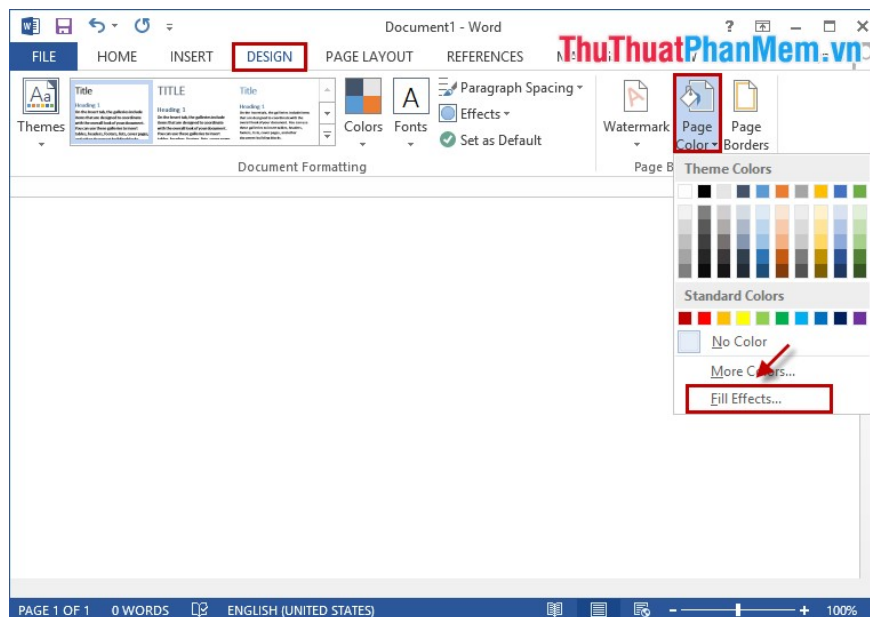 Document1 - Word
?
FILE HOME INSERT DESIGN PAGE LAYOUT REFERENCES
ThuThuatPhanMem.vn
Aa
Themes
Title
Heading 1
TITLE
Heading 1
Title
Heading 1
Colors
A
Fonts
Paragraph Spacing
Effects
Set as Default
Watermark
Page
Color
Page
Borders
Document Formatting
Page B
Theme Colors
Standard Colors
No Color
More Colors...
Fill Effects...
PAGE 1 OF 1 0 WORDS ENGLISH (UNITED STATES) 100%